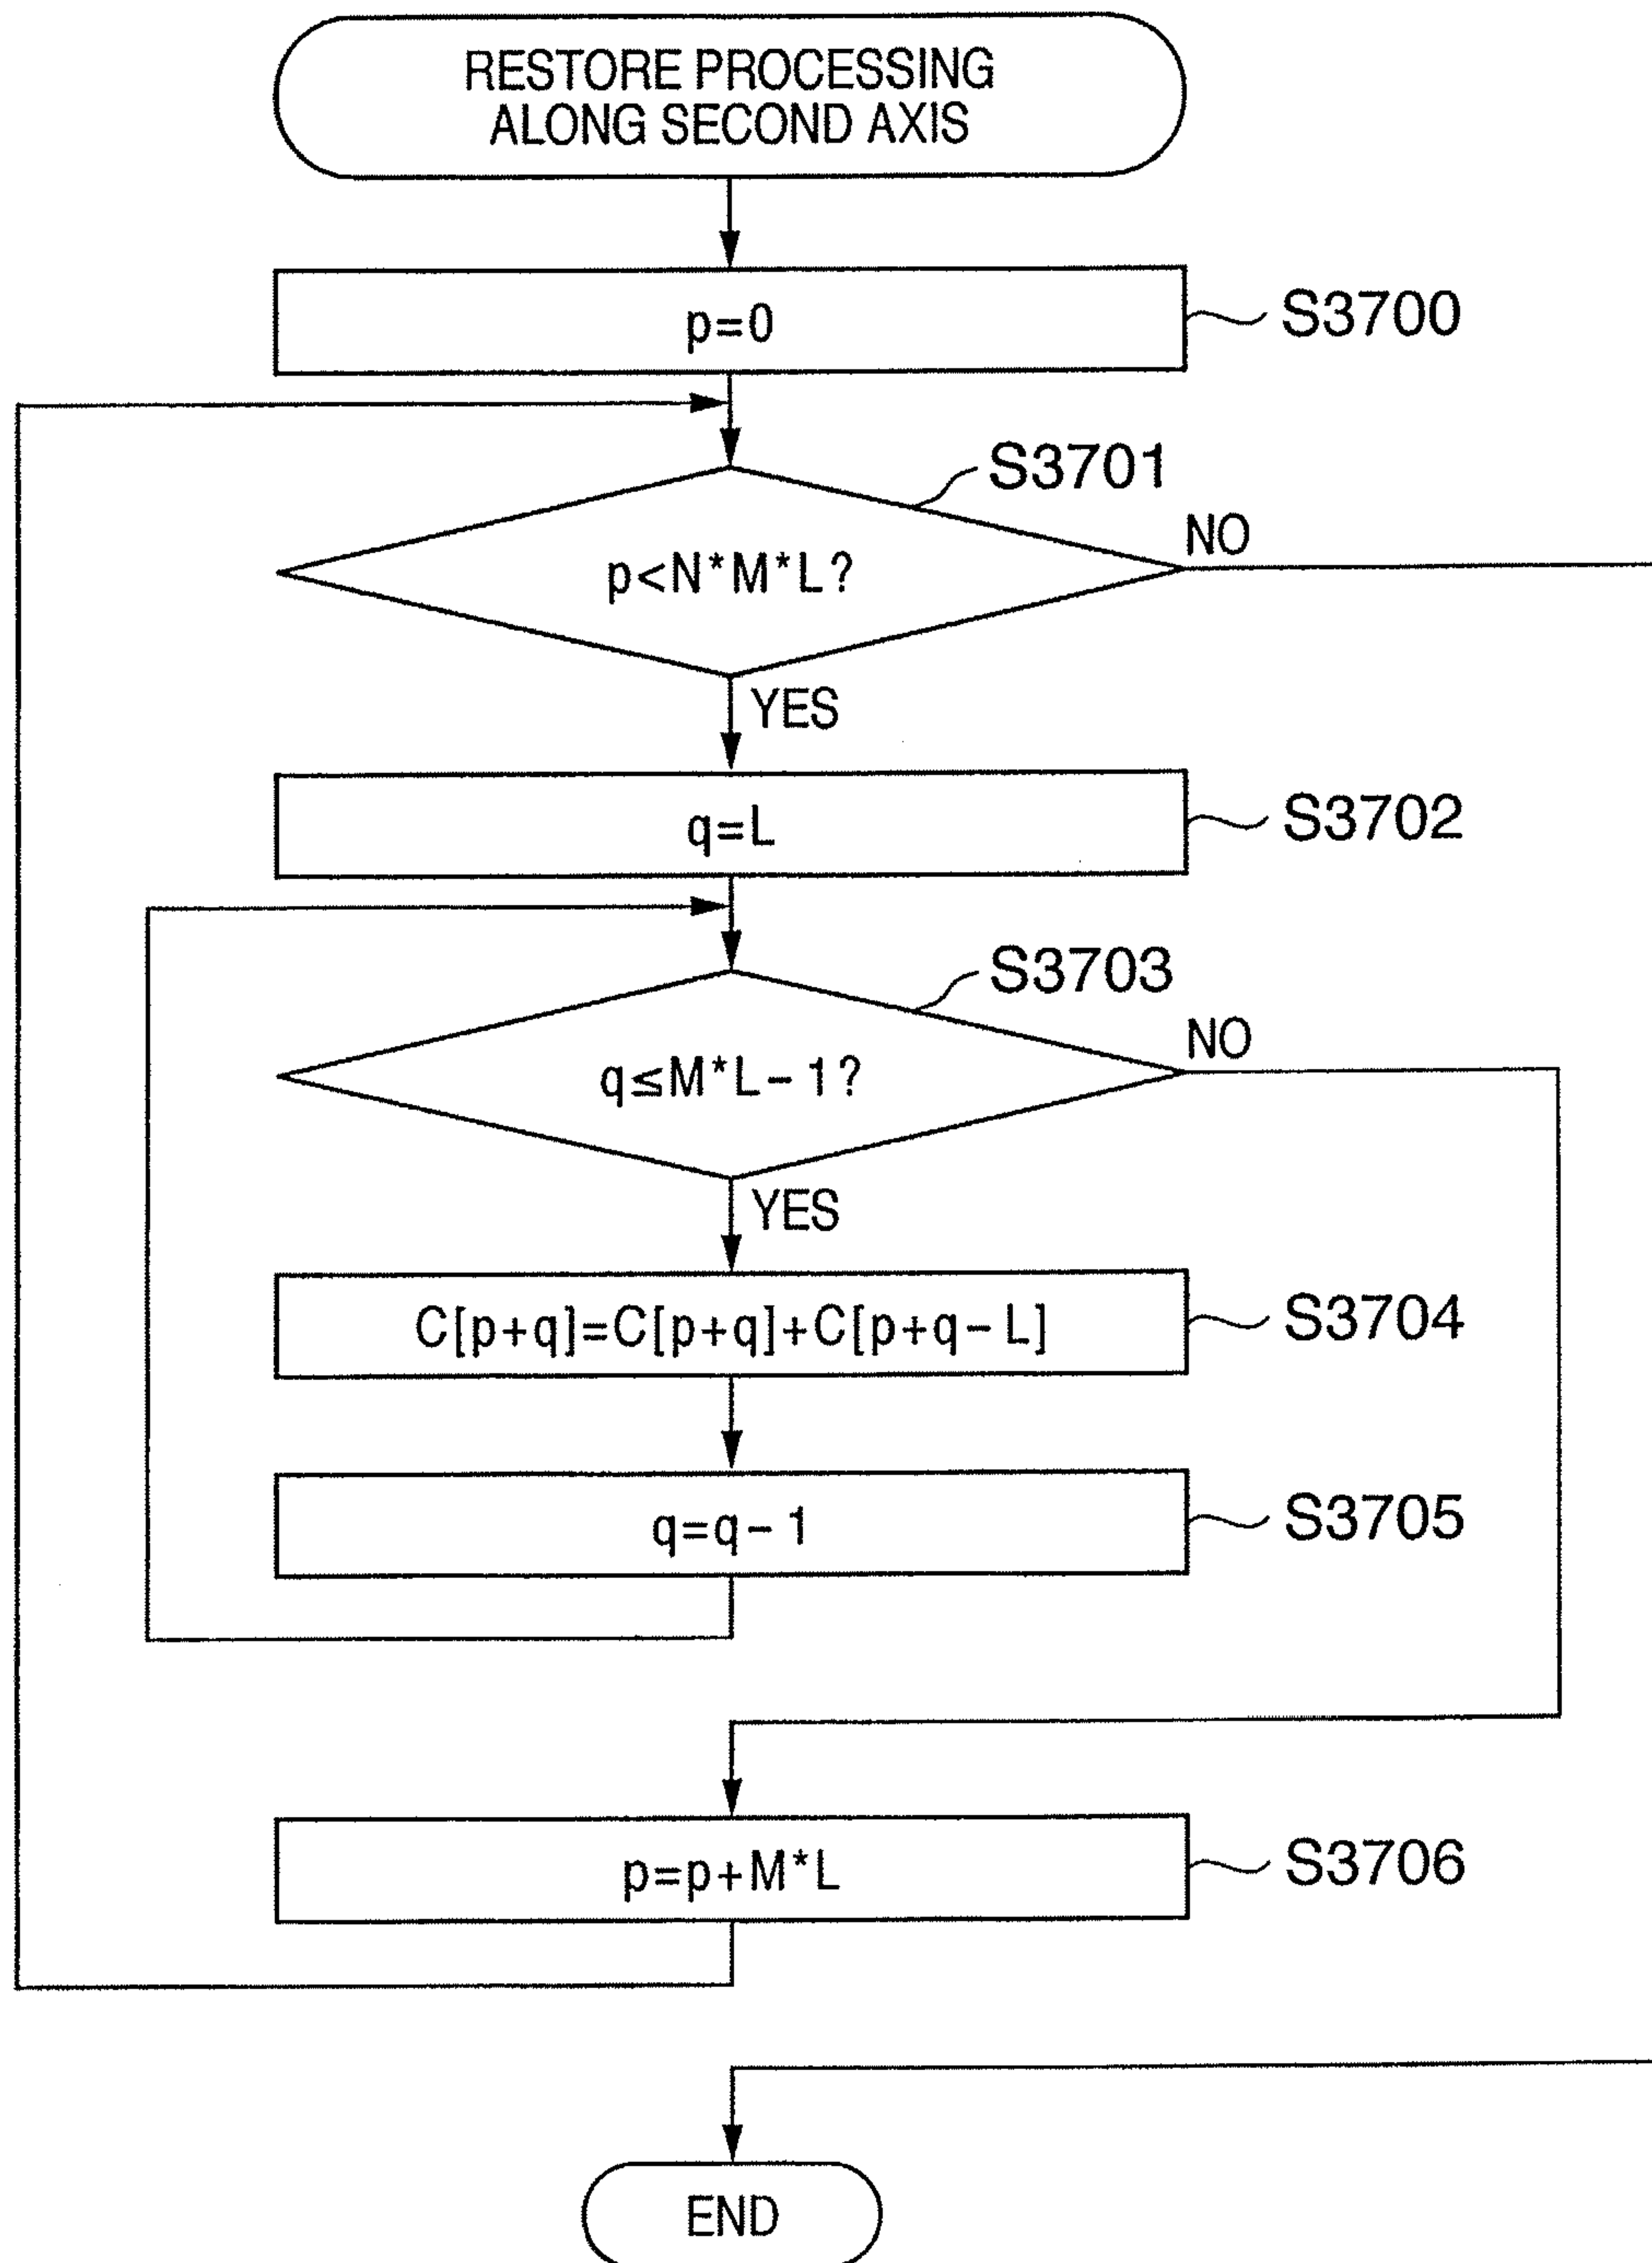 RESTORE PROCESSING
ALONG SECOND AXIS
p=0
S3700
S3701
p<N*M*L?
NO
YES
q=L
S3702
S3703
q≤M*L-1?
NO
YES
C[p+q]=C[p+q]+C[p+q-L]
S3704
q=q-1
S3705
p=p+M*L
S3706
END